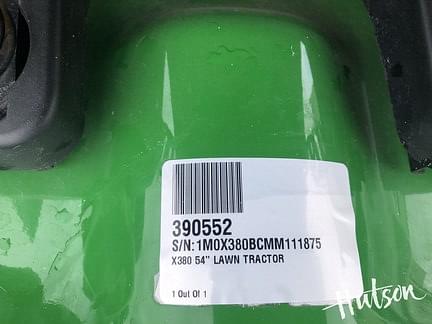 390552
S/N:1M0X380BCMM111875
X380 54" LAWN TRACTOR
1 Out Of 1
Hutson